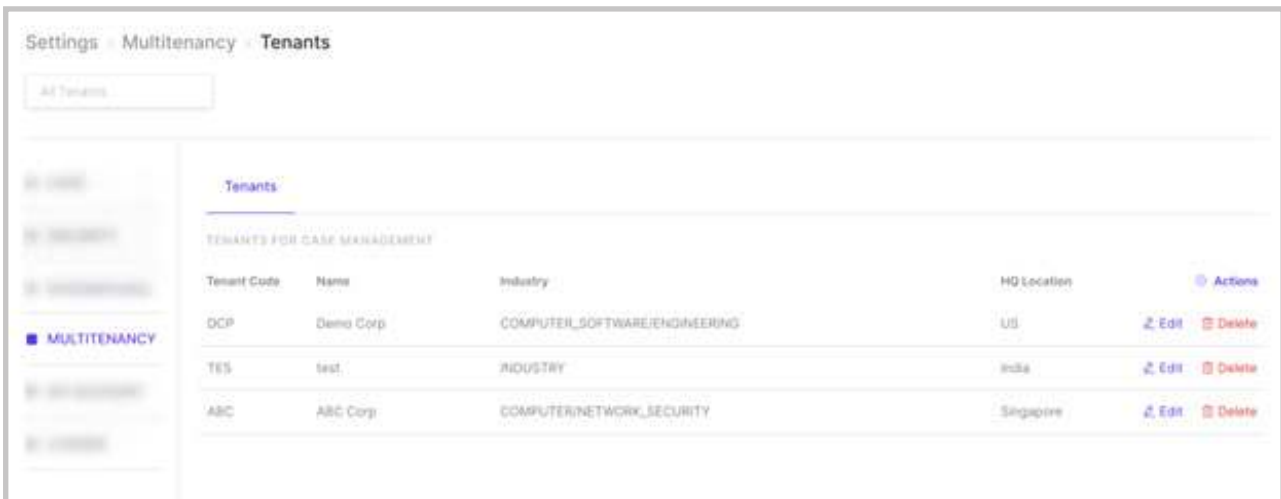 Settings Multitenancy Tenants
All Tenants
Tenants
TENANTS FOR CASE MANAGEMENT
Tenant Code Name Industry HQ Location Actions
DCP Demo Corp COMPUTER_SOFTWARE/ENGINEERING US Edit Delete
MULTITENANCY
TES test INDUSTRY India Edit Delete
ABC ABC Corp COMPUTER/NETWORK_SECURITY Singapore Edit Delete